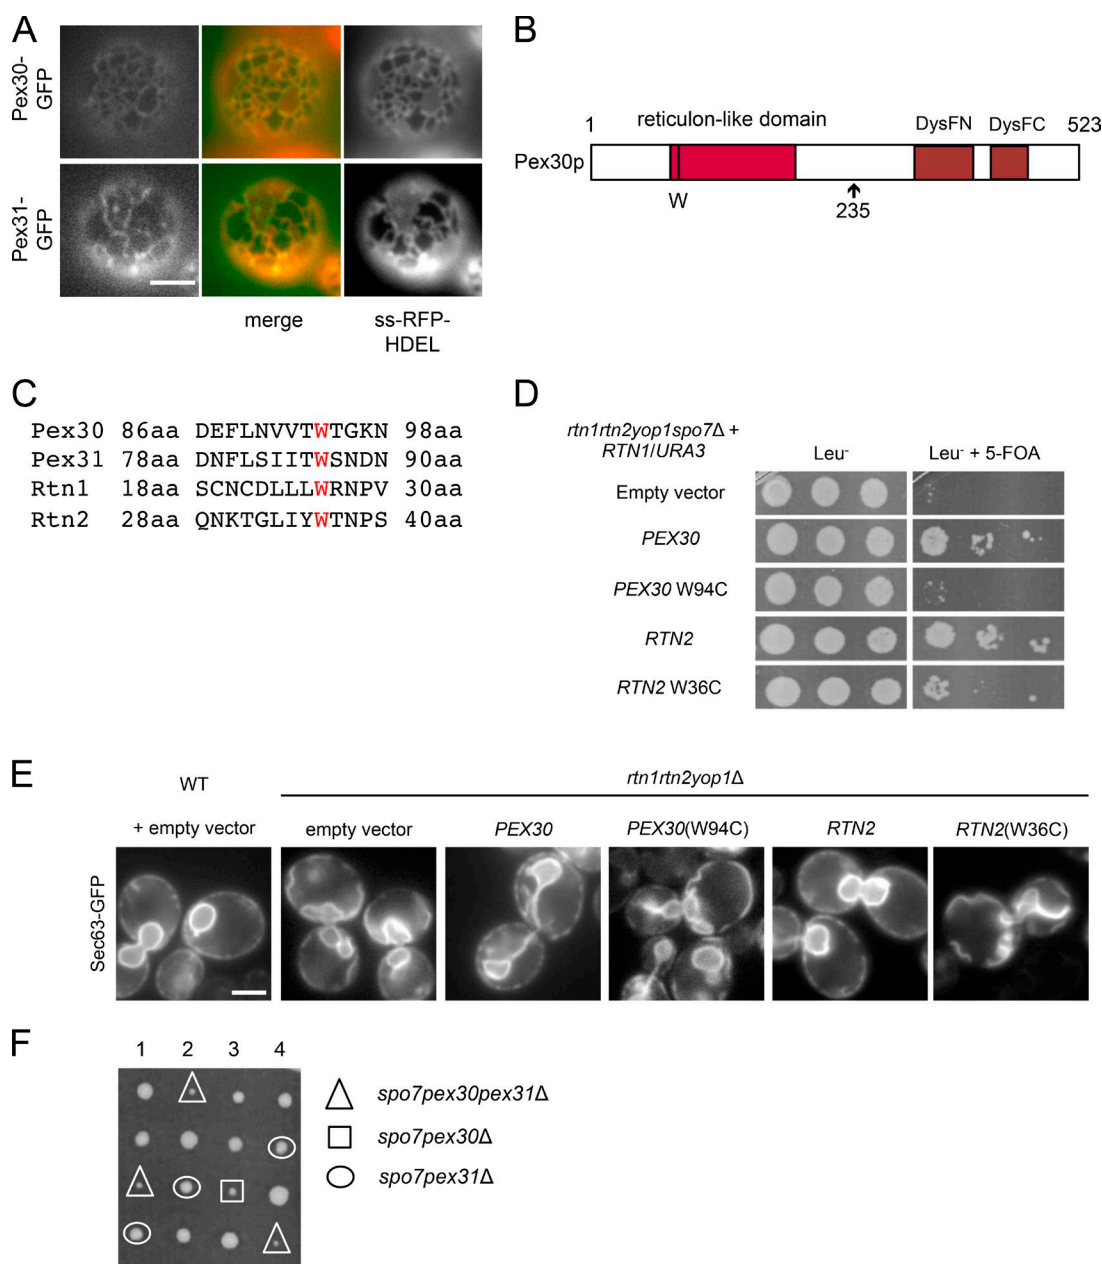 A
Pex30-
GFP
Pex31-
GFP
merge
ss-RFP-
HDEL
B
1
reticulon-like domain
DysFN
DysFC
523
Pex30p
W
235
C
Pex30 86aa DEFLNVVTWTGKN 98aa
Pex31 78aa DNFLSIITWSNDN 90aa
Rtn1 18aa SCNCDLLLWRNPV 30aa
Rtn2 28aa QNKTGLIYWTNPS 40aa
D
rtn1rtn2yop1spo7Δ +
RTN1/URA3
Leu⁻
Leu⁻ + 5-FOA
Empty vector
PEX30
PEX30 W94C
RTN2
RTN2 W36C
E
WT
rtn1rtn2yop1Δ
+ empty vector
empty vector
PEX30
PEX30(W94C)
RTN2
RTN2(W36C)
Sec63-GFP
F
1 2 3 4
spo7pex30pex31Δ
spo7pex30Δ
spo7pex31Δ